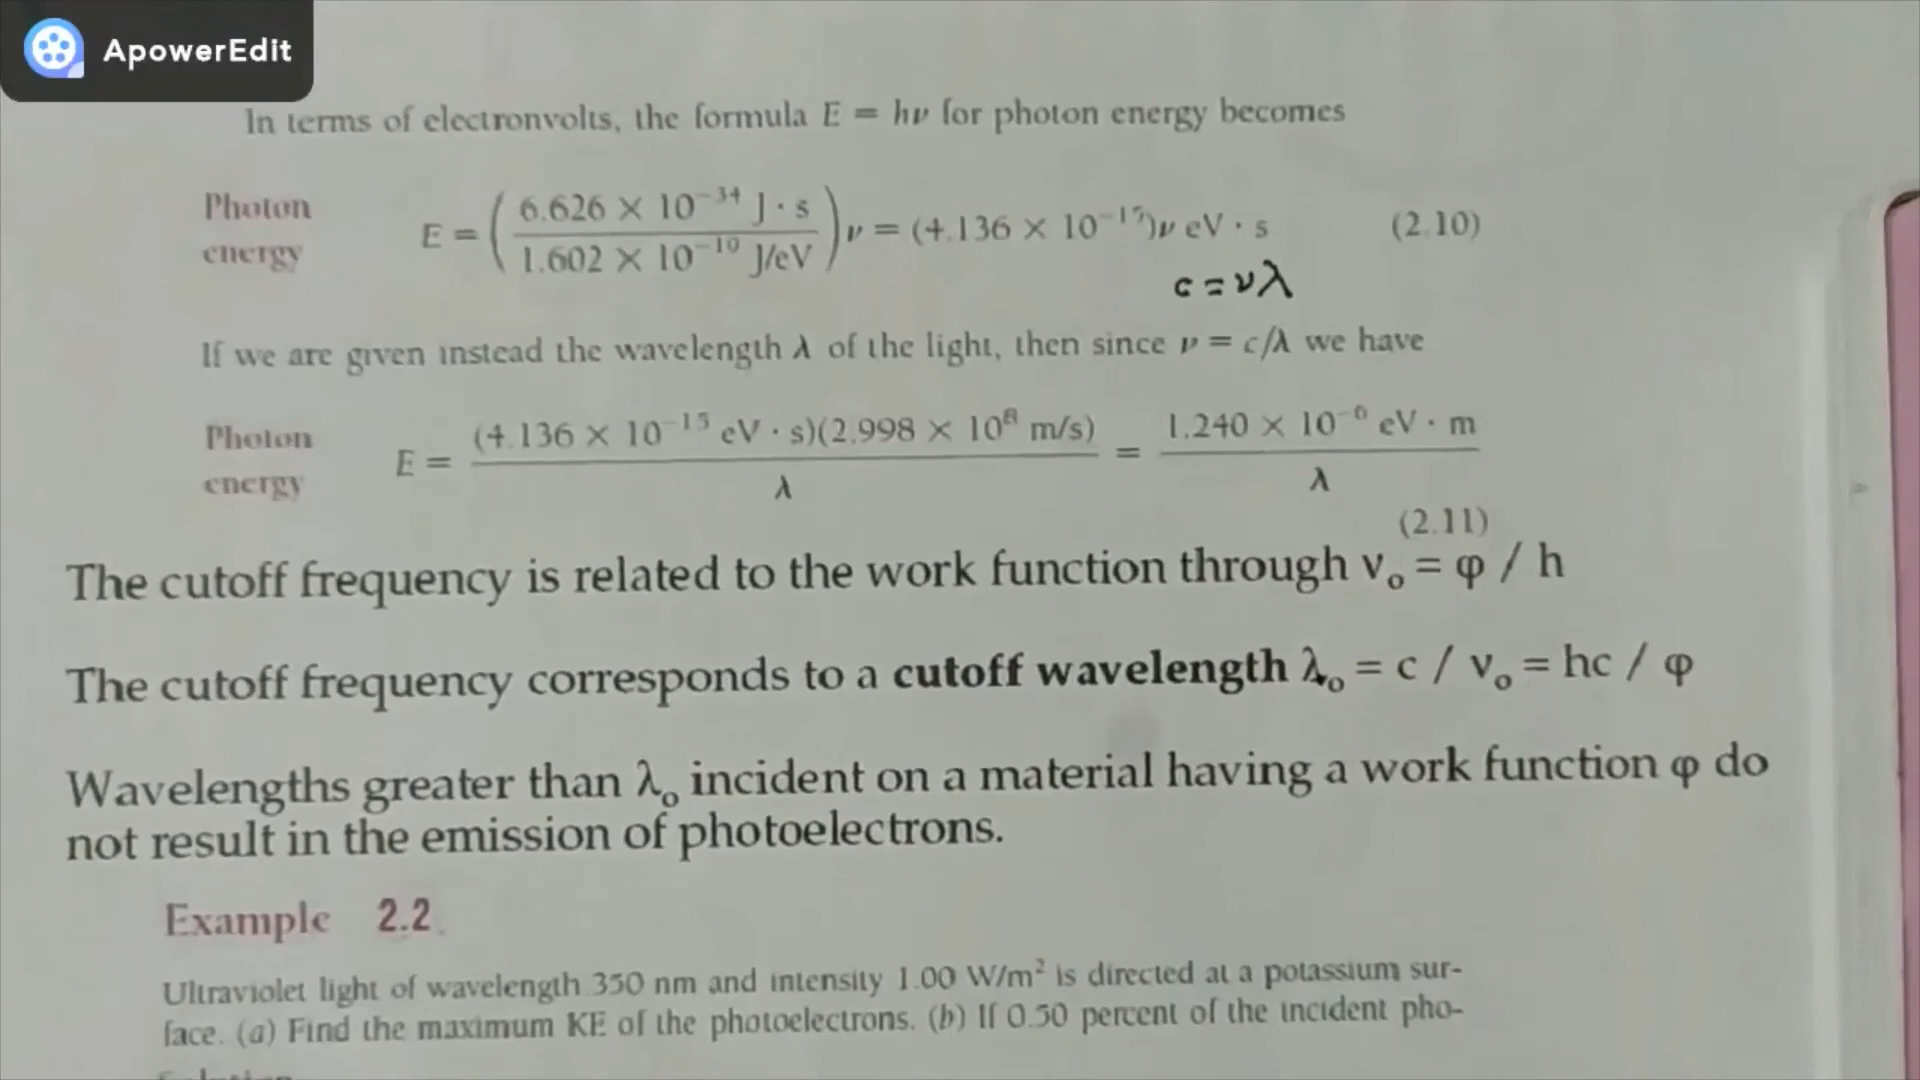 ApowerEdit
In terms of electronvolts, the formula E = hν for photon energy becomes
Photon energy E = ( 6.626 × 10⁻³⁴ J · s / 1.602 × 10⁻¹⁹ J/eV ) ν = (4.136 × 10⁻¹⁵)ν eV · s (2.10)
c = νλ
If we are given instead the wavelength λ of the light, then since ν = c/λ we have
Photon energy E = (4.136 × 10⁻¹⁵ eV · s)(2.998 × 10⁸ m/s) / λ = 1.240 × 10⁻⁶ eV · m / λ
(2.11)
The cutoff frequency is related to the work function through ν₀ = φ / h
The cutoff frequency corresponds to a cutoff wavelength λ₀ = c / ν₀ = hc / φ
Wavelengths greater than λ₀ incident on a material having a work function φ do
not result in the emission of photoelectrons.
Example 2.2
Ultraviolet light of wavelength 350 nm and intensity 1.00 W/m² is directed at a potassium sur-
face. (a) Find the maximum KE of the photoelectrons. (b) If 0.50 percent of the incident pho-